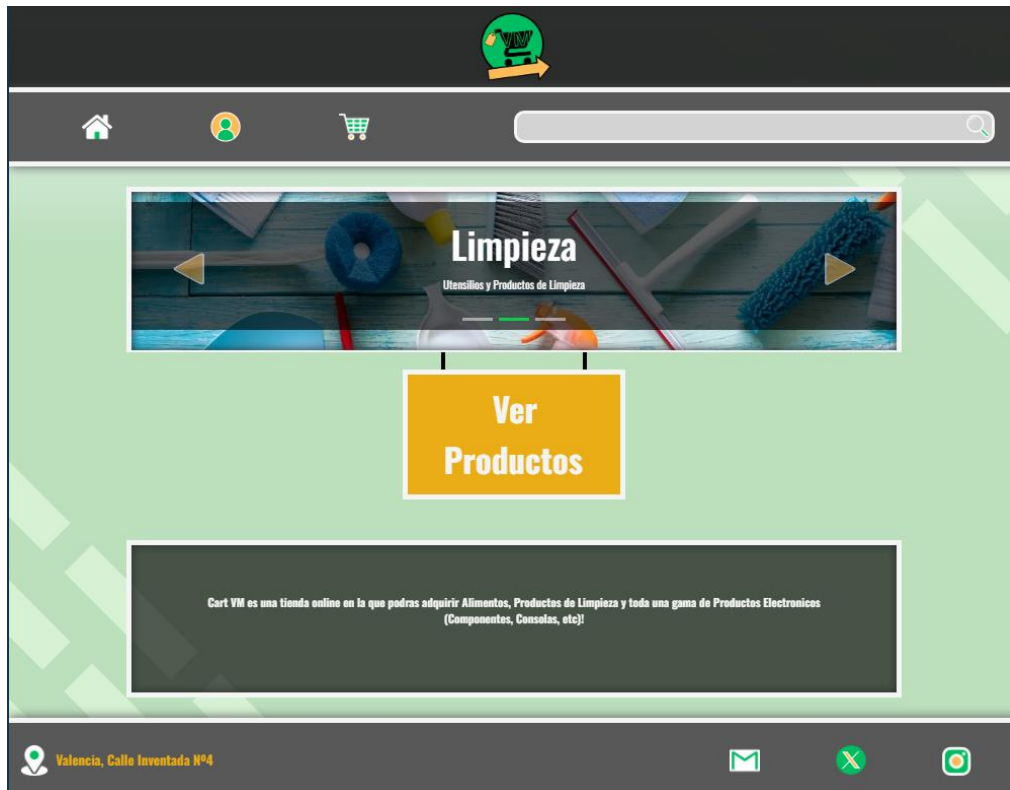 VM
Limpieza
Utensilios y Productos de Limpieza
Ver
Productos
Cart VM es una tienda online en la que podras adquirir Alimentos, Productos de Limpieza y toda una gama de Productos Electronicos
(Componentes, Consolas, etc)!
Valencia, Calle Inventada Nº4